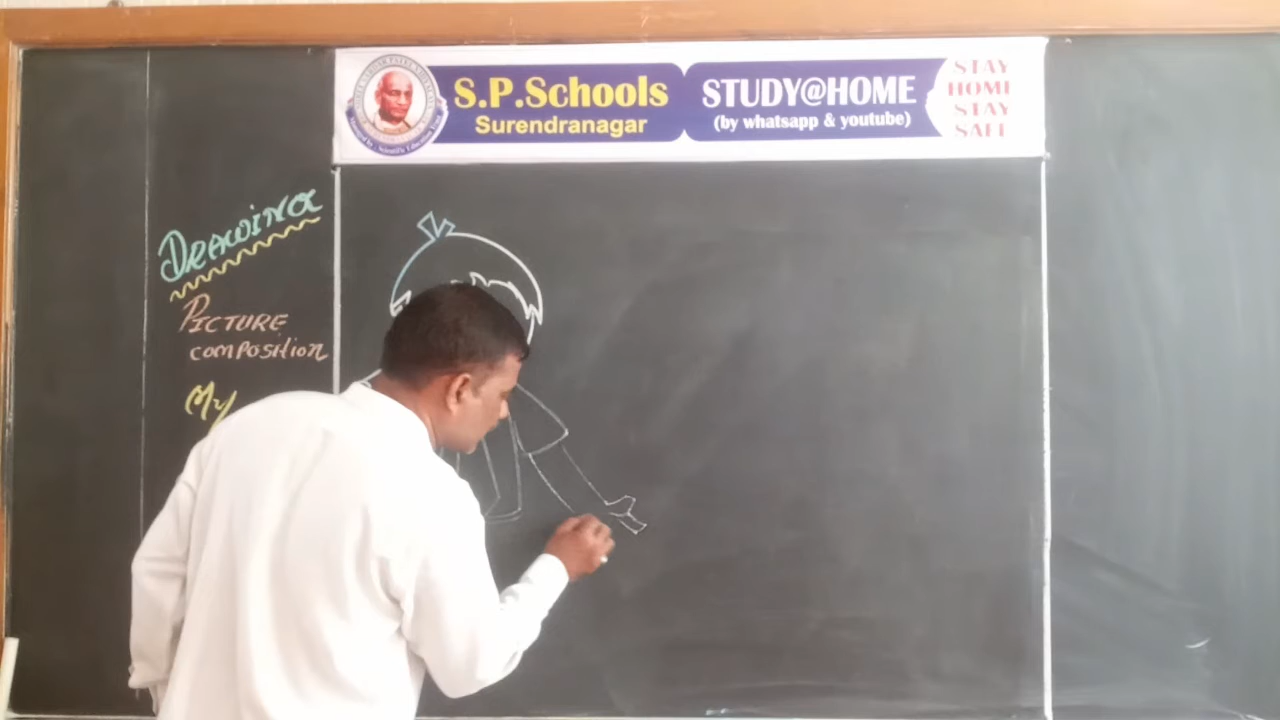 S.P.Schools
Surendranagar
STUDY@HOME
(by whatsapp & youtube)
STAY
HOME
STAY
SAFE
DRAWING
PICTURE
COMPOSITION
My